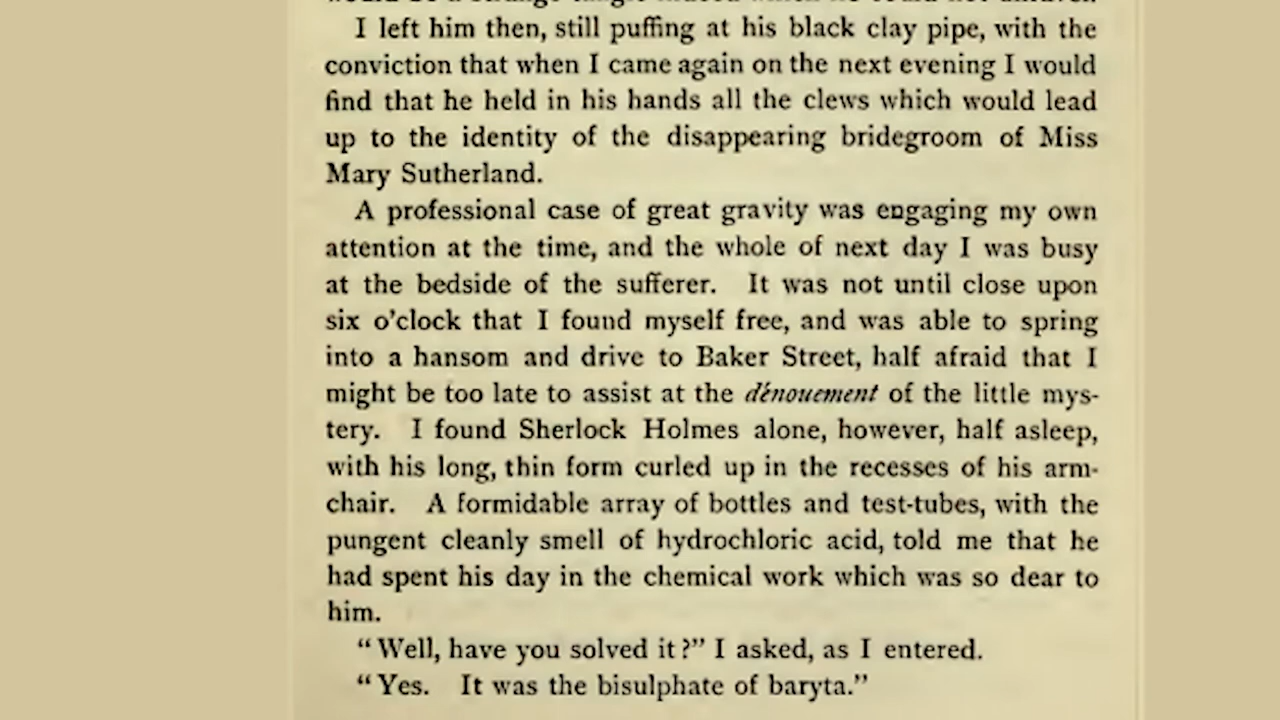 I left him then, still puffing at his black clay pipe, with the
conviction that when I came again on the next evening I would
find that he held in his hands all the clews which would lead
up to the identity of the disappearing bridegroom of Miss
Mary Sutherland.
A professional case of great gravity was engaging my own
attention at the time, and the whole of next day I was busy
at the bedside of the sufferer. It was not until close upon
six o'clock that I found myself free, and was able to spring
into a hansom and drive to Baker Street, half afraid that I
might be too late to assist at the dénouement of the little mys-
tery. I found Sherlock Holmes alone, however, half asleep,
with his long, thin form curled up in the recesses of his arm-
chair. A formidable array of bottles and test-tubes, with the
pungent cleanly smell of hydrochloric acid, told me that he
had spent his day in the chemical work which was so dear to
him.
"Well, have you solved it?" I asked, as I entered.
"Yes. It was the bisulphate of baryta."